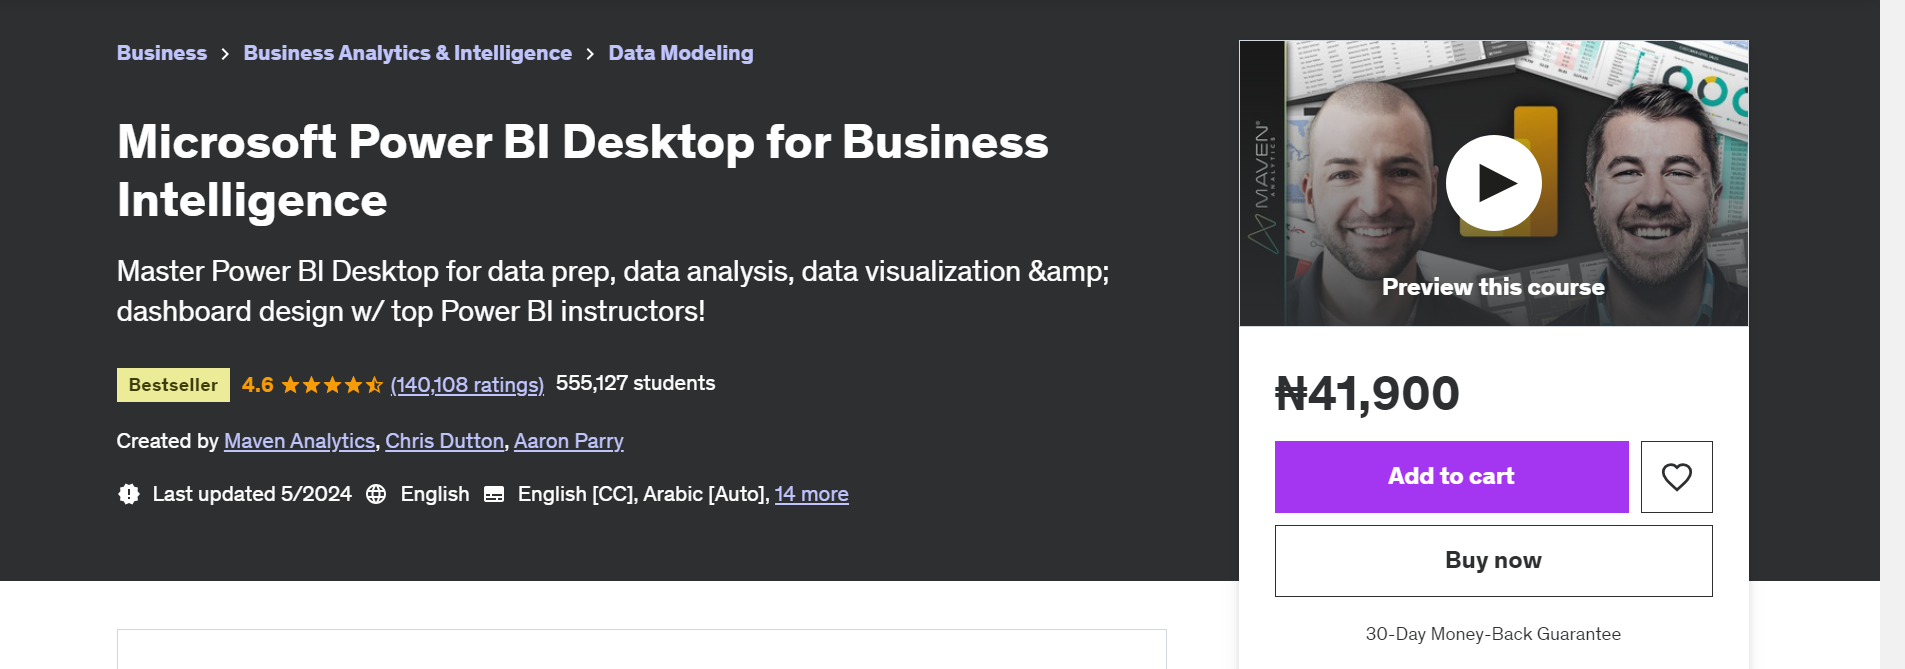 Business > Business Analytics & Intelligence > Data Modeling
Microsoft Power BI Desktop for Business
Intelligence
Master Power BI Desktop for data prep, data analysis, data visualization &amp;
dashboard design w/ top Power BI instructors!
Bestseller 4.6 (140,108 ratings) 555,127 students
Created by Maven Analytics, Chris Dutton, Aaron Parry
Last updated 5/2024 English English [CC], Arabic [Auto], 14 more
MAVEN
ANALYTICS
Preview this course
₦41,900
Add to cart
Buy now
30-Day Money-Back Guarantee